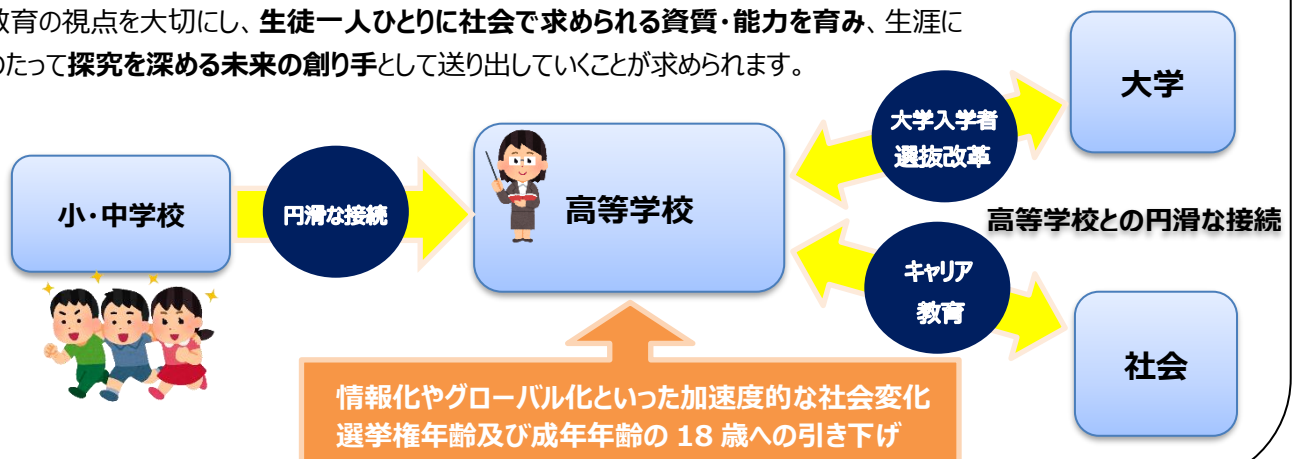 教育の視点を大切にし、生徒一人ひとりに社会で求められる資質・能力を育み、生涯に
わたって探究を深める未来の創り手として送り出していくことが求められます。
大学
大学入学者
選抜改革
小・中学校
円滑な接続
高等学校
高等学校との円滑な接続
キャリア
教育
社会
情報化やグローバル化といった加速度的な社会変化
選挙権年齢及び成年年齢の 18 歳への引き下げ